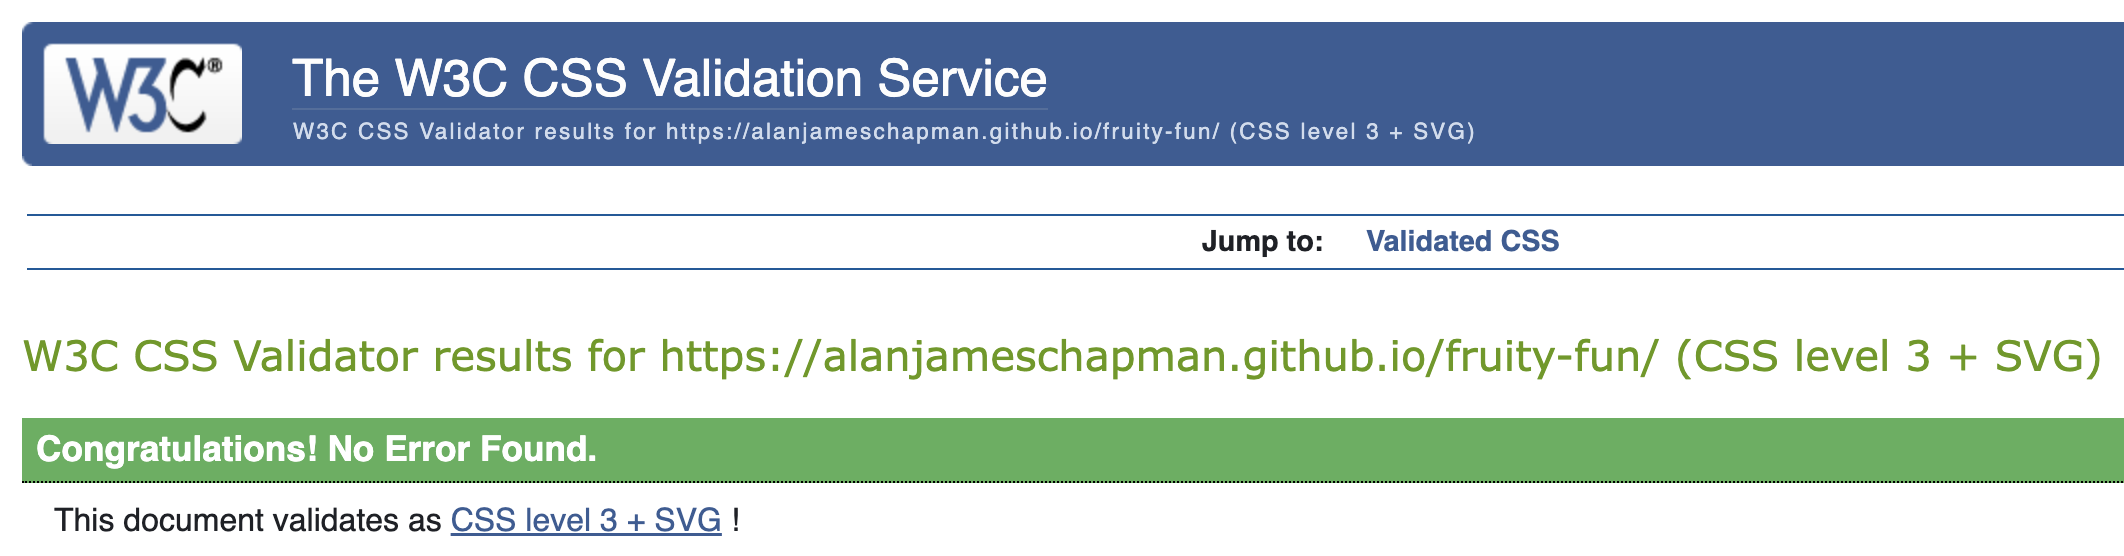 W3C®
The W3C CSS Validation Service
W3C CSS Validator results for https://alanjameschapman.github.io/fruity-fun/ (CSS level 3 + SVG)
Jump to: Validated CSS
W3C CSS Validator results for https://alanjameschapman.github.io/fruity-fun/ (CSS level 3 + SVG)
Congratulations! No Error Found.
This document validates as CSS level 3 + SVG !